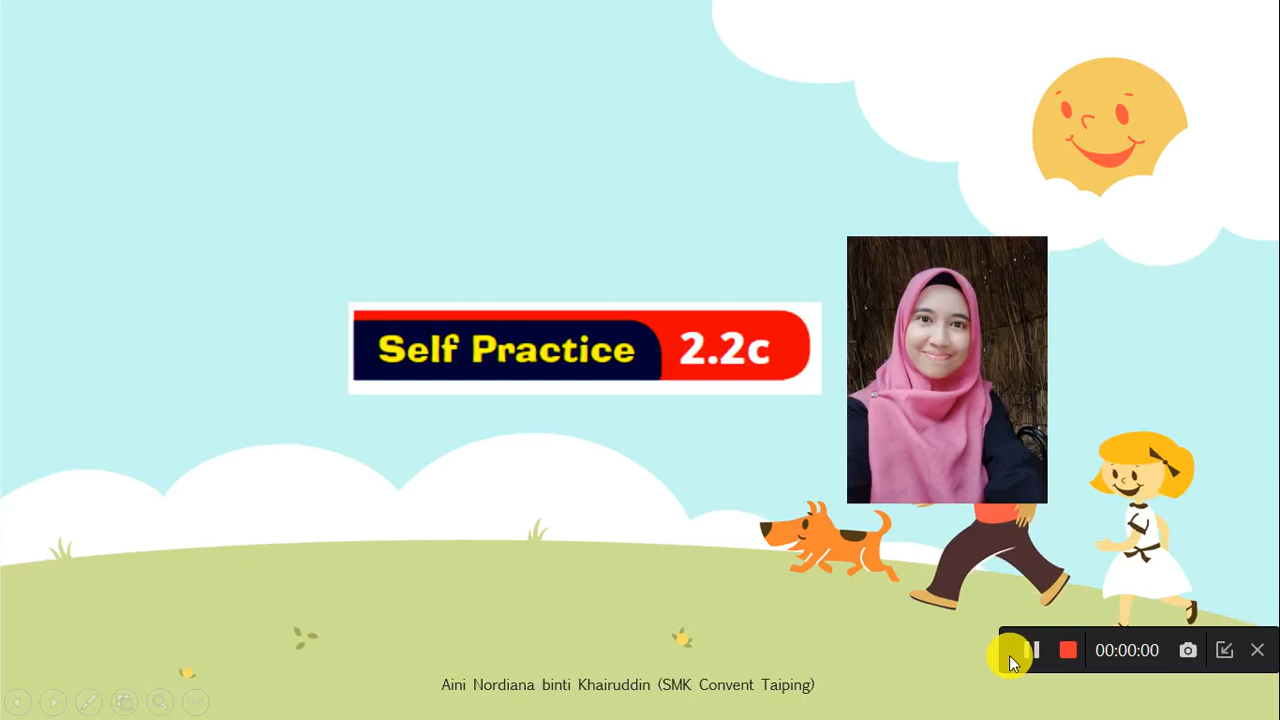 Self Practice 2.2c
00:00:00
Aini Nordiana binti Khairuddin (SMK Convent Taiping)